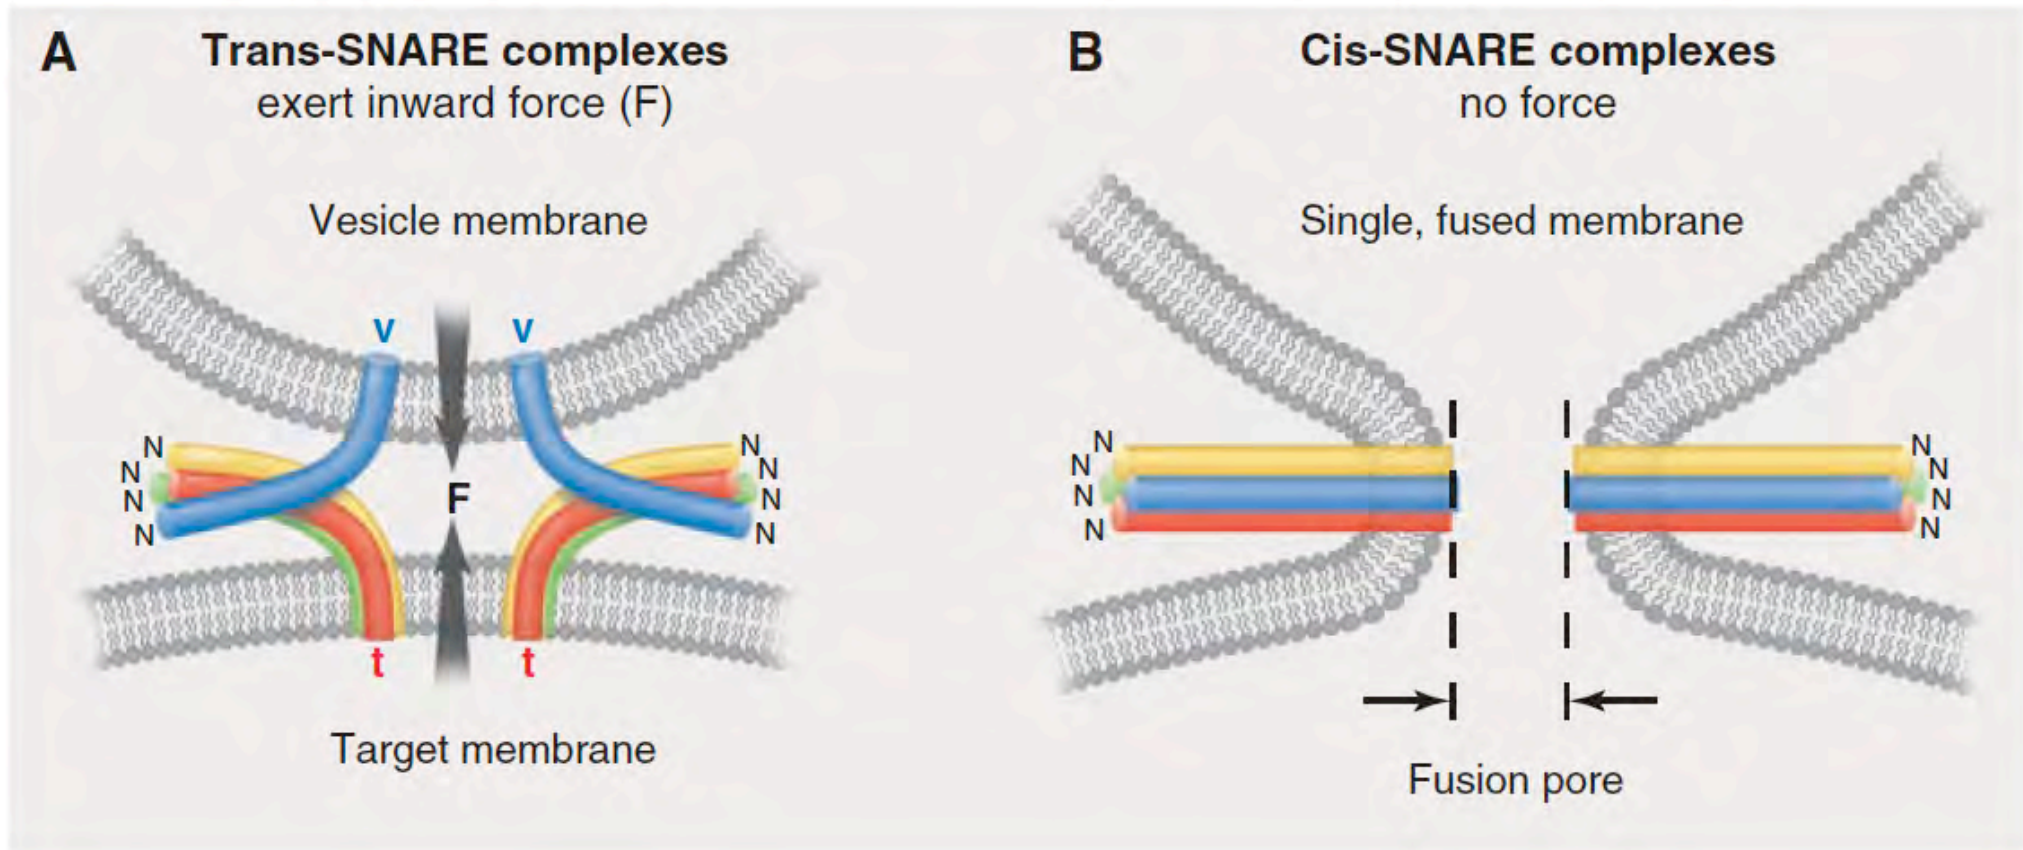 A
Trans-SNARE complexes
exert inward force (F)
Vesicle membrane
v
v
N
N
N
N
F
N
N
N
N
t
t
Target membrane
B
Cis-SNARE complexes
no force
Single, fused membrane
N
N
N
N
N
N
N
N
Fusion pore